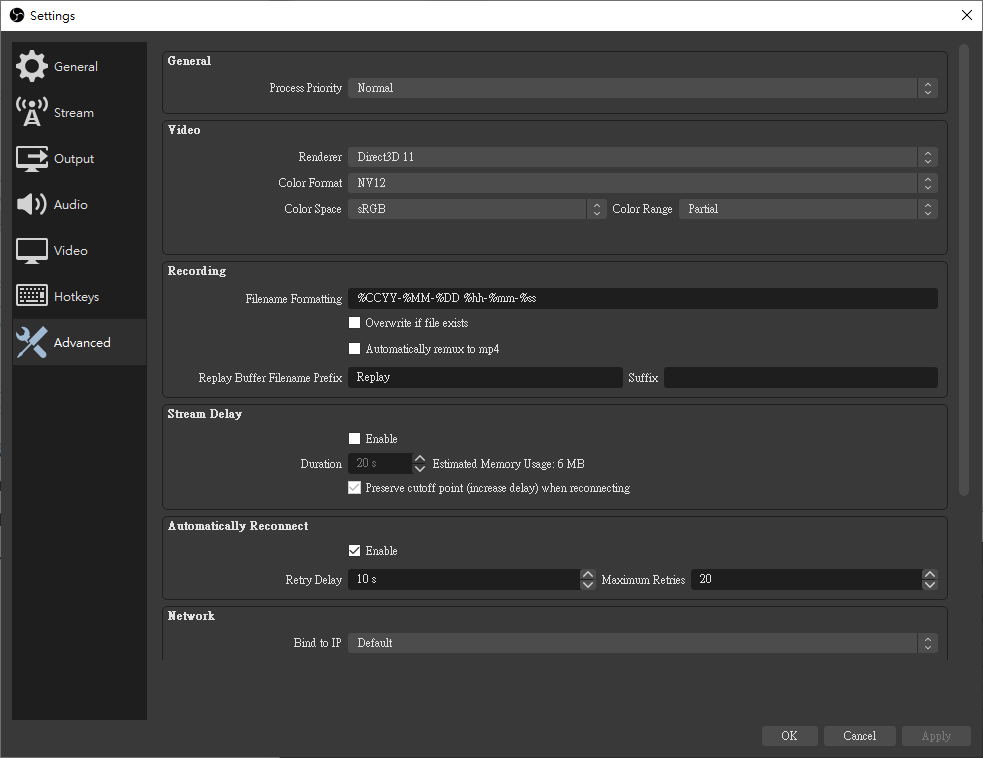 Settings
General
Stream
Output
Audio
Video
Hotkeys
Advanced
General
Process Priority Normal
Video
Renderer Direct3D 11
Color Format NV12
Color Space sRGB Color Range Partial
Recording
Filename Formatting %CCYY-%MM-%DD %hh-%mm-%ss
Overwrite if file exists
Automatically remux to mp4
Replay Buffer Filename Prefix Replay Suffix
Stream Delay
Enable
Duration 20 s Estimated Memory Usage: 6 MB
Preserve cutoff point (increase delay) when reconnecting
Automatically Reconnect
Enable
Retry Delay 10 s Maximum Retries 20
Network
Bind to IP Default
OK Cancel Apply